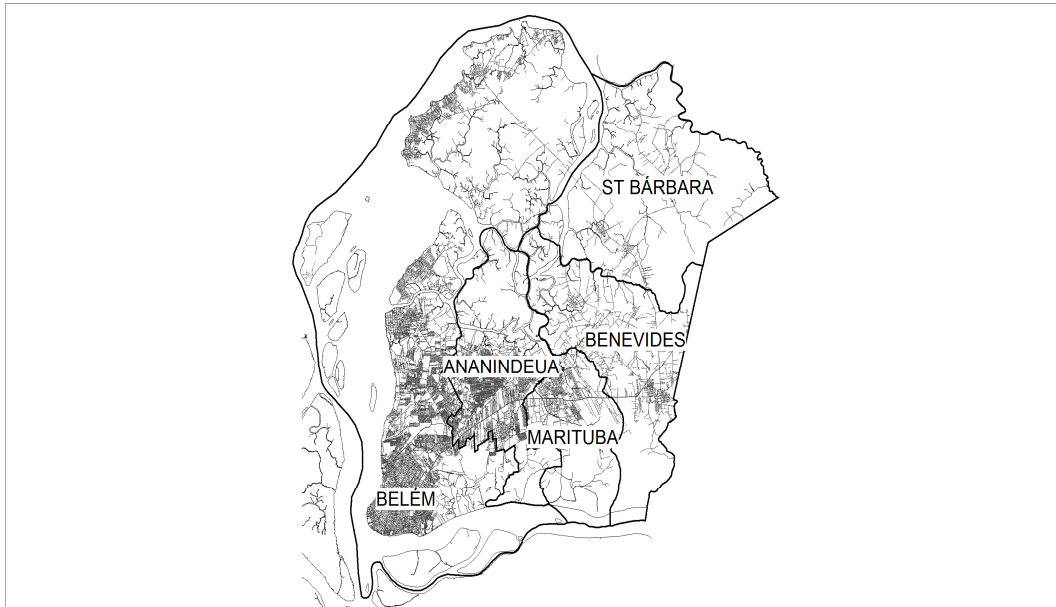 ST BÁRBARA
BENEVIDES
ANANINDEUA
MARITUBA
BELÉM